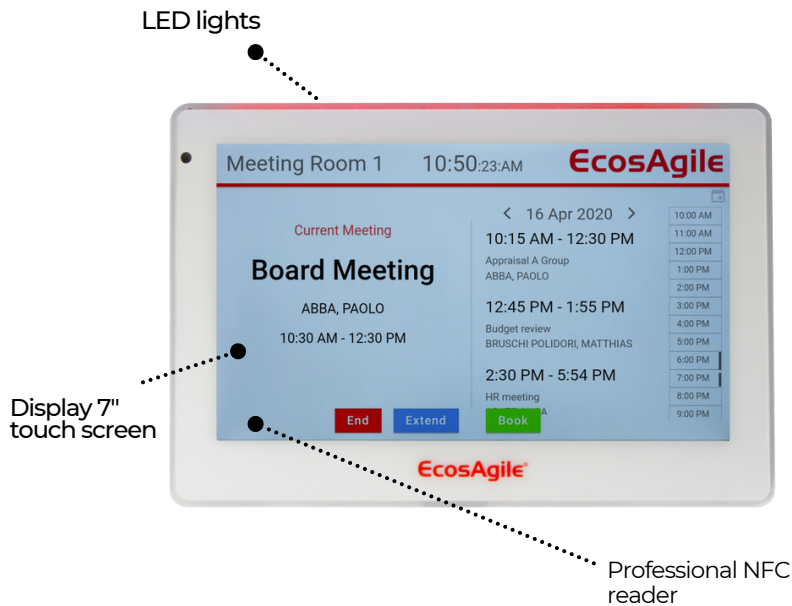 LED lights
Meeting Room 1
10:50:23:AM
EcosAgile
Current Meeting
Board Meeting
ABBA, PAOLO
10:30 AM - 12:30 PM
End
Extend
16 Apr 2020
10:15 AM - 12:30 PM
Appraisal A Group
ABBA, PAOLO
12:45 PM - 1:55 PM
Budget review
BRUSCHI POLIDORI, MATTHIAS
2:30 PM - 5:54 PM
HR meeting
Book
10:00 AM
11:00 AM
12:00 PM
1:00 PM
2:00 PM
3:00 PM
4:00 PM
5:00 PM
6:00 PM
7:00 PM
8:00 PM
9:00 PM
EcosAgile®
Display 7"
touch screen
Professional NFC
reader